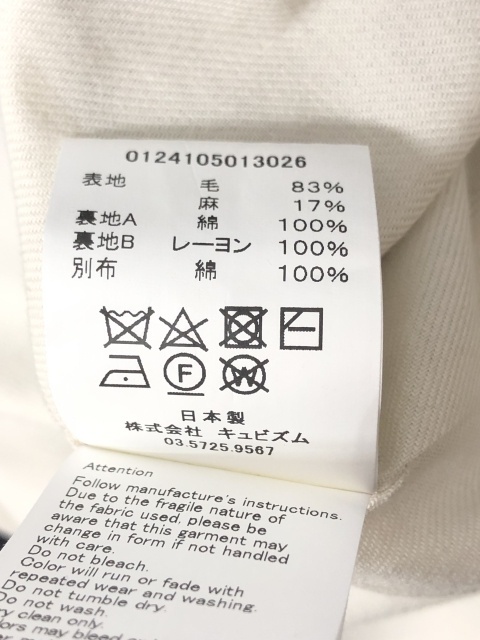 0124105013026
表地 毛 83%
麻 17%
裏地A 綿 100%
裏地B レーヨン 100%
別布 綿 100%
F W
日本製
株式会社 キュビズム
03.5725.9567
Attention
Follow manufacture's instructions.
Due to the fragile nature of
the fabric used, please be
aware that this garment may
change in form if not handled
with care.
Do not bleach.
Color will run or fade with
repeated wear and washing.
Do not tumble dry.
Do not wash.
ry clean only.
lors may bleed